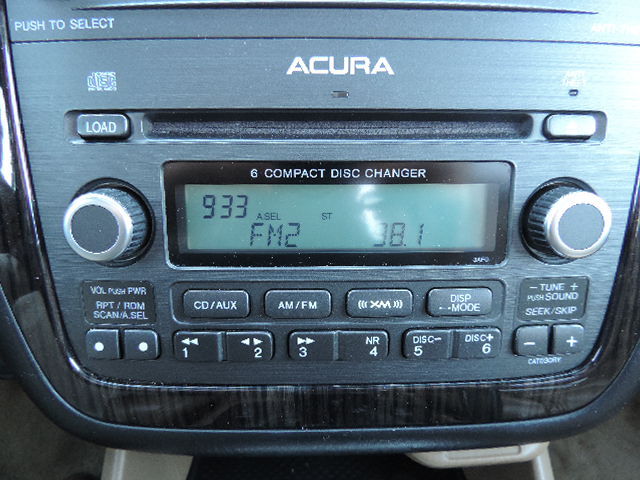 PUSH TO SELECT
ACURA
LOAD
6 COMPACT DISC CHANGER
933 A.SEL ST
FM2 98.1
3AF0
VOL PUSH PWR
RPT / RDM
SCAN/A.SEL
CD/AUX AM/FM XM DISP
MODE
- TUNE +
PUSH SOUND
SEEK/SKIP
1 2 3 NR 4 DISC- 5 DISC+ 6 - +
CATEGORY